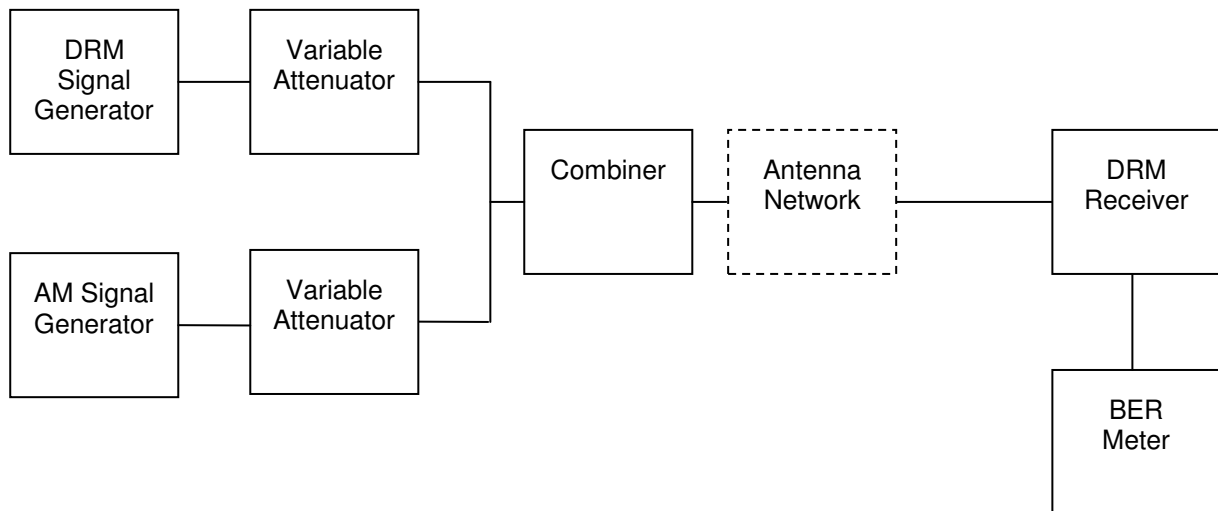 DRM
Signal
Generator
Variable
Attenuator
Combiner
Antenna
Network
DRM
Receiver
AM Signal
Generator
Variable
Attenuator
BER
Meter